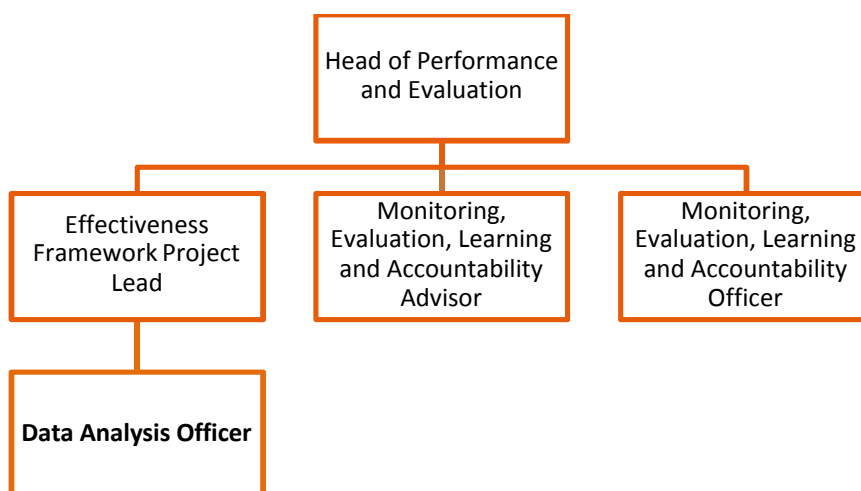 Head of Performance
and Evaluation
Effectiveness
Framework Project
Lead
Monitoring,
Evaluation, Learning
and Accountability
Advisor
Monitoring,
Evaluation, Learning
and Accountability
Officer
Data Analysis Officer